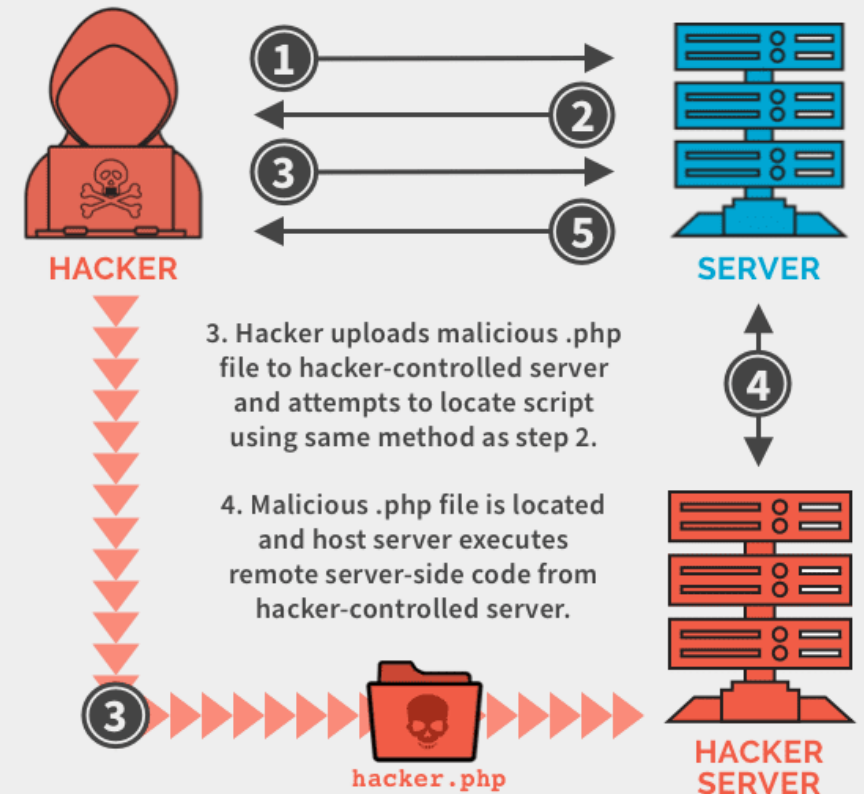 1
2
3
5
HACKER
SERVER
3. Hacker uploads malicious .php
file to hacker-controlled server
and attempts to locate script
using same method as step 2.
4
4. Malicious .php file is located
and host server executes
remote server-side code from
hacker-controlled server.
3
hacker.php
HACKER
SERVER